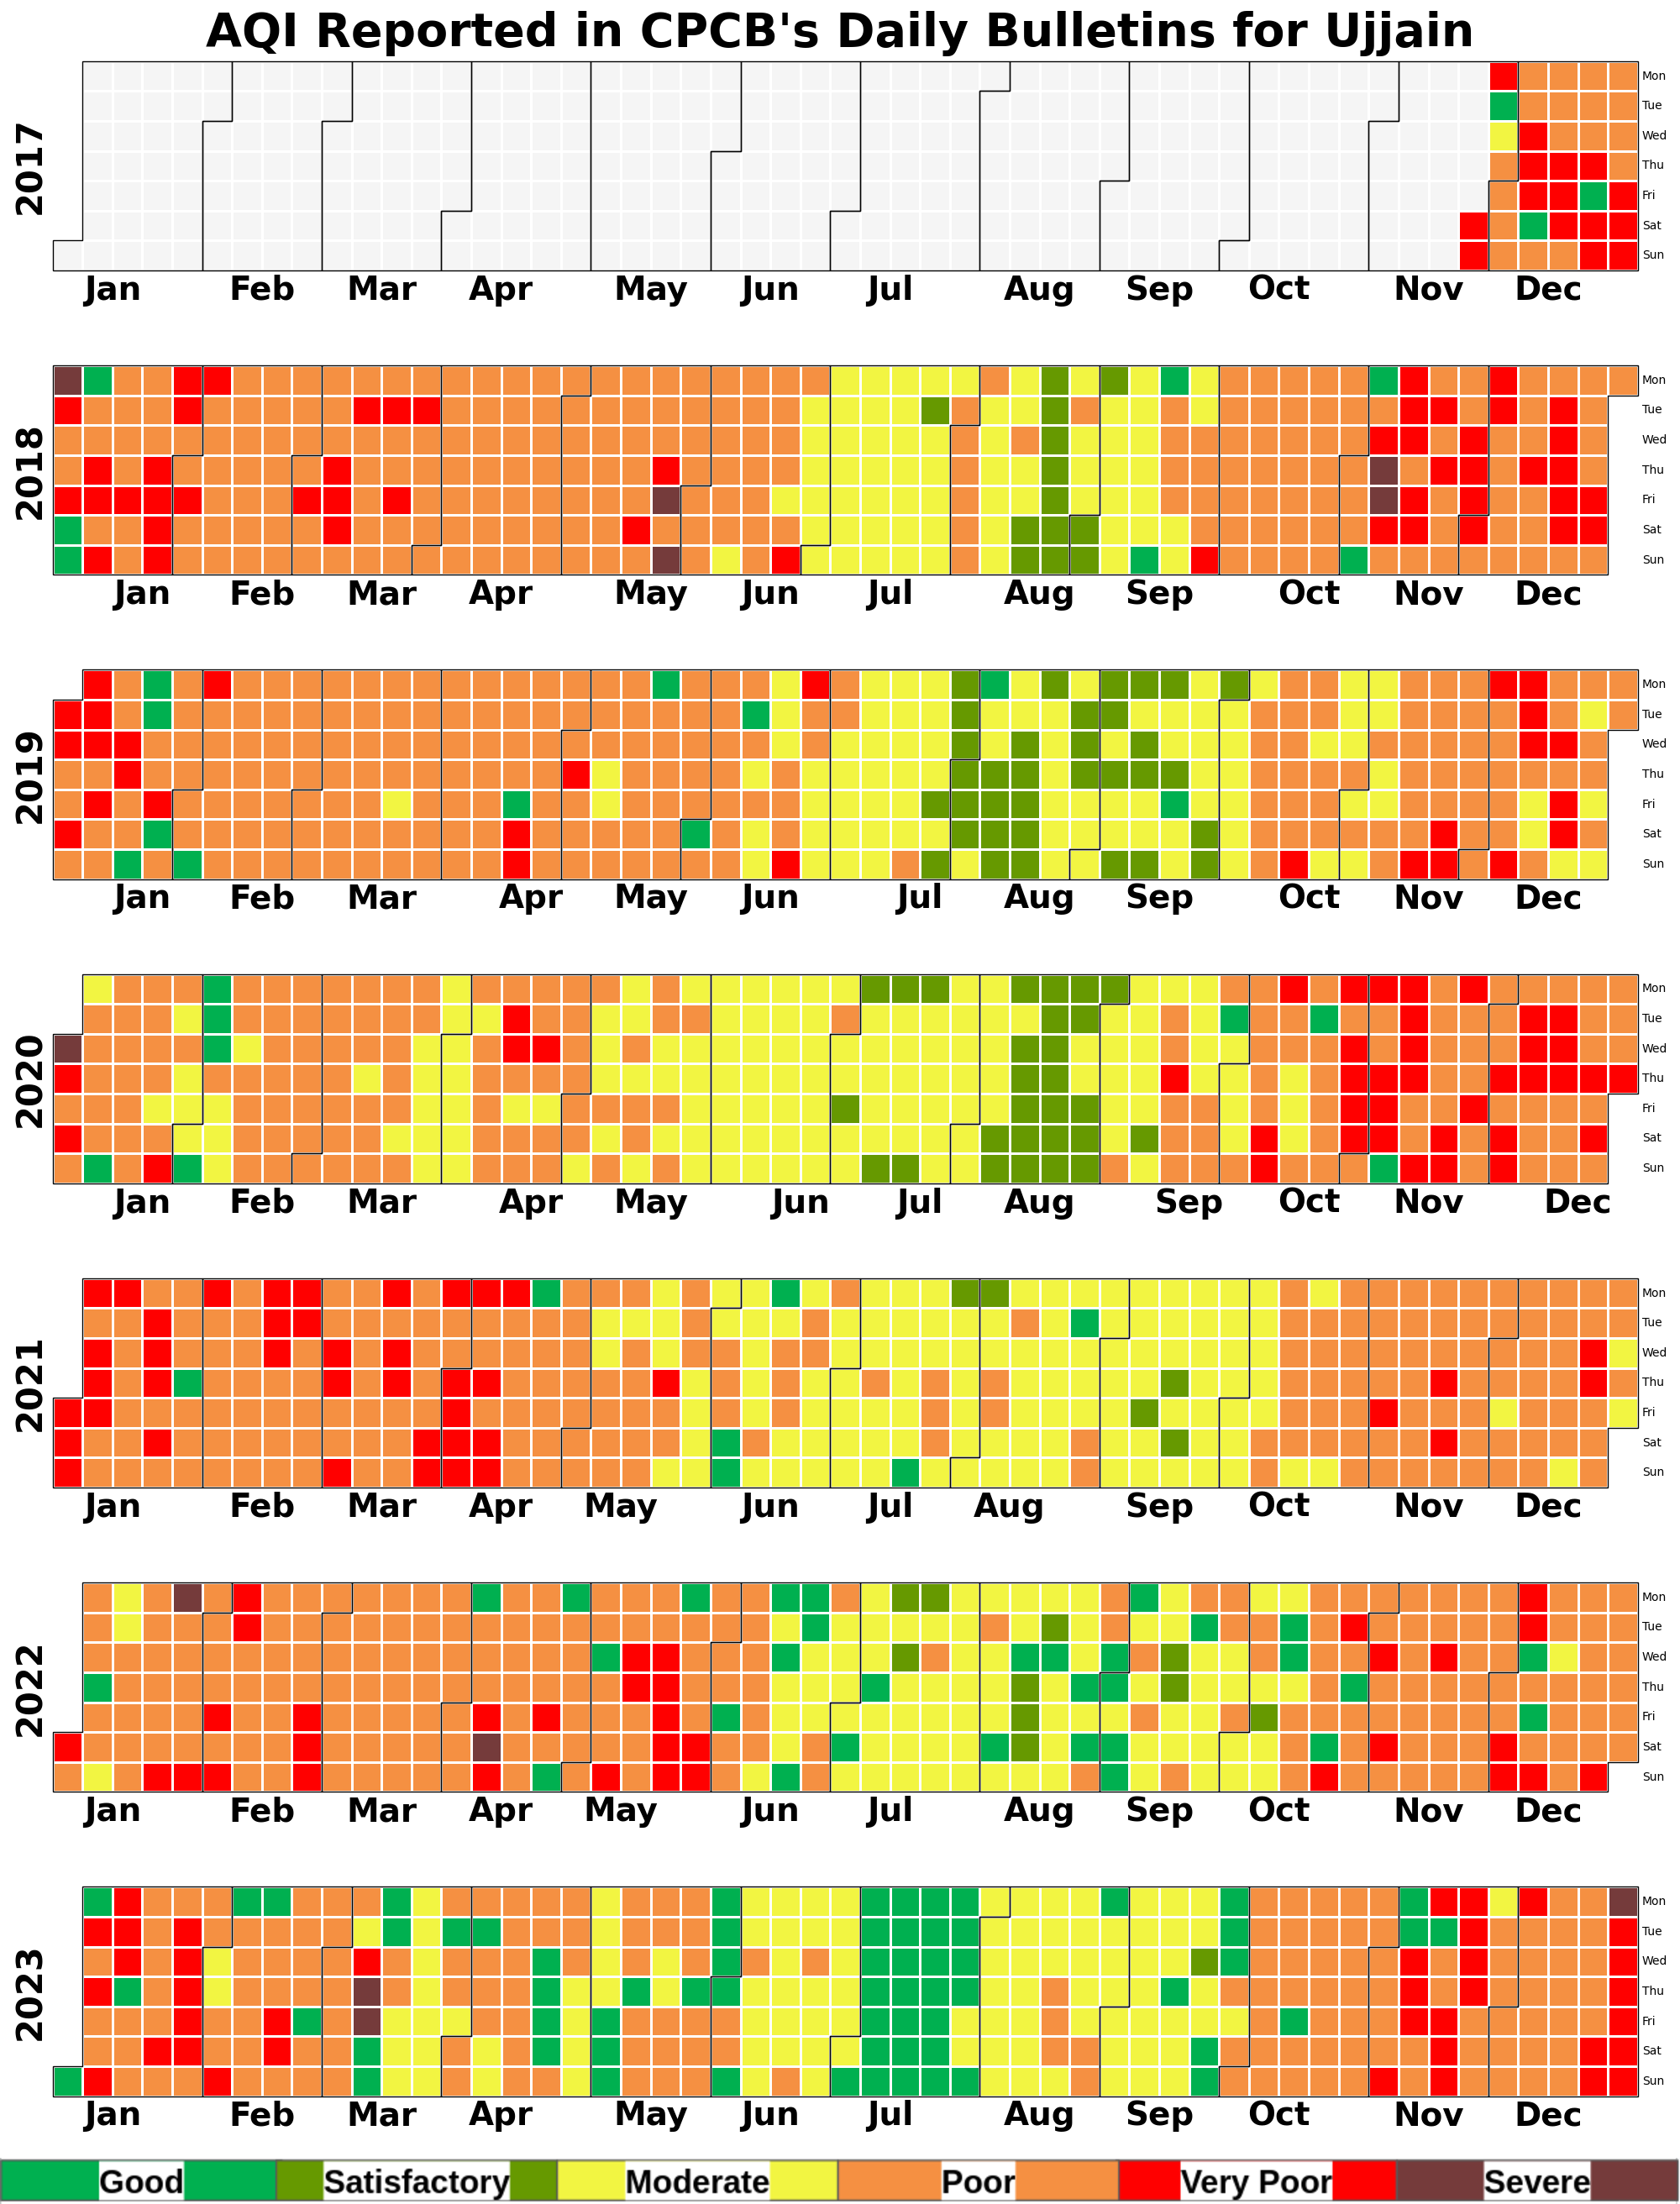 AQI Reported in CPCB's Daily Bulletins for Ujjain
2017
Mon
Tue
Wed
Thu
Fri
Sat
Sun
Jan Feb Mar Apr May Jun Jul Aug Sep Oct Nov Dec
2018
Mon
Tue
Wed
Thu
Fri
Sat
Sun
Jan Feb Mar Apr May Jun Jul Aug Sep Oct Nov Dec
2019
Mon
Tue
Wed
Thu
Fri
Sat
Sun
Jan Feb Mar Apr May Jun Jul Aug Sep Oct Nov Dec
2020
Mon
Tue
Wed
Thu
Fri
Sat
Sun
Jan Feb Mar Apr May Jun Jul Aug Sep Oct Nov Dec
2021
Mon
Tue
Wed
Thu
Fri
Sat
Sun
Jan Feb Mar Apr May Jun Jul Aug Sep Oct Nov Dec
2022
Mon
Tue
Wed
Thu
Fri
Sat
Sun
Jan Feb Mar Apr May Jun Jul Aug Sep Oct Nov Dec
2023
Mon
Tue
Wed
Thu
Fri
Sat
Sun
Jan Feb Mar Apr May Jun Jul Aug Sep Oct Nov Dec
Good Satisfactory Moderate Poor Very Poor Severe